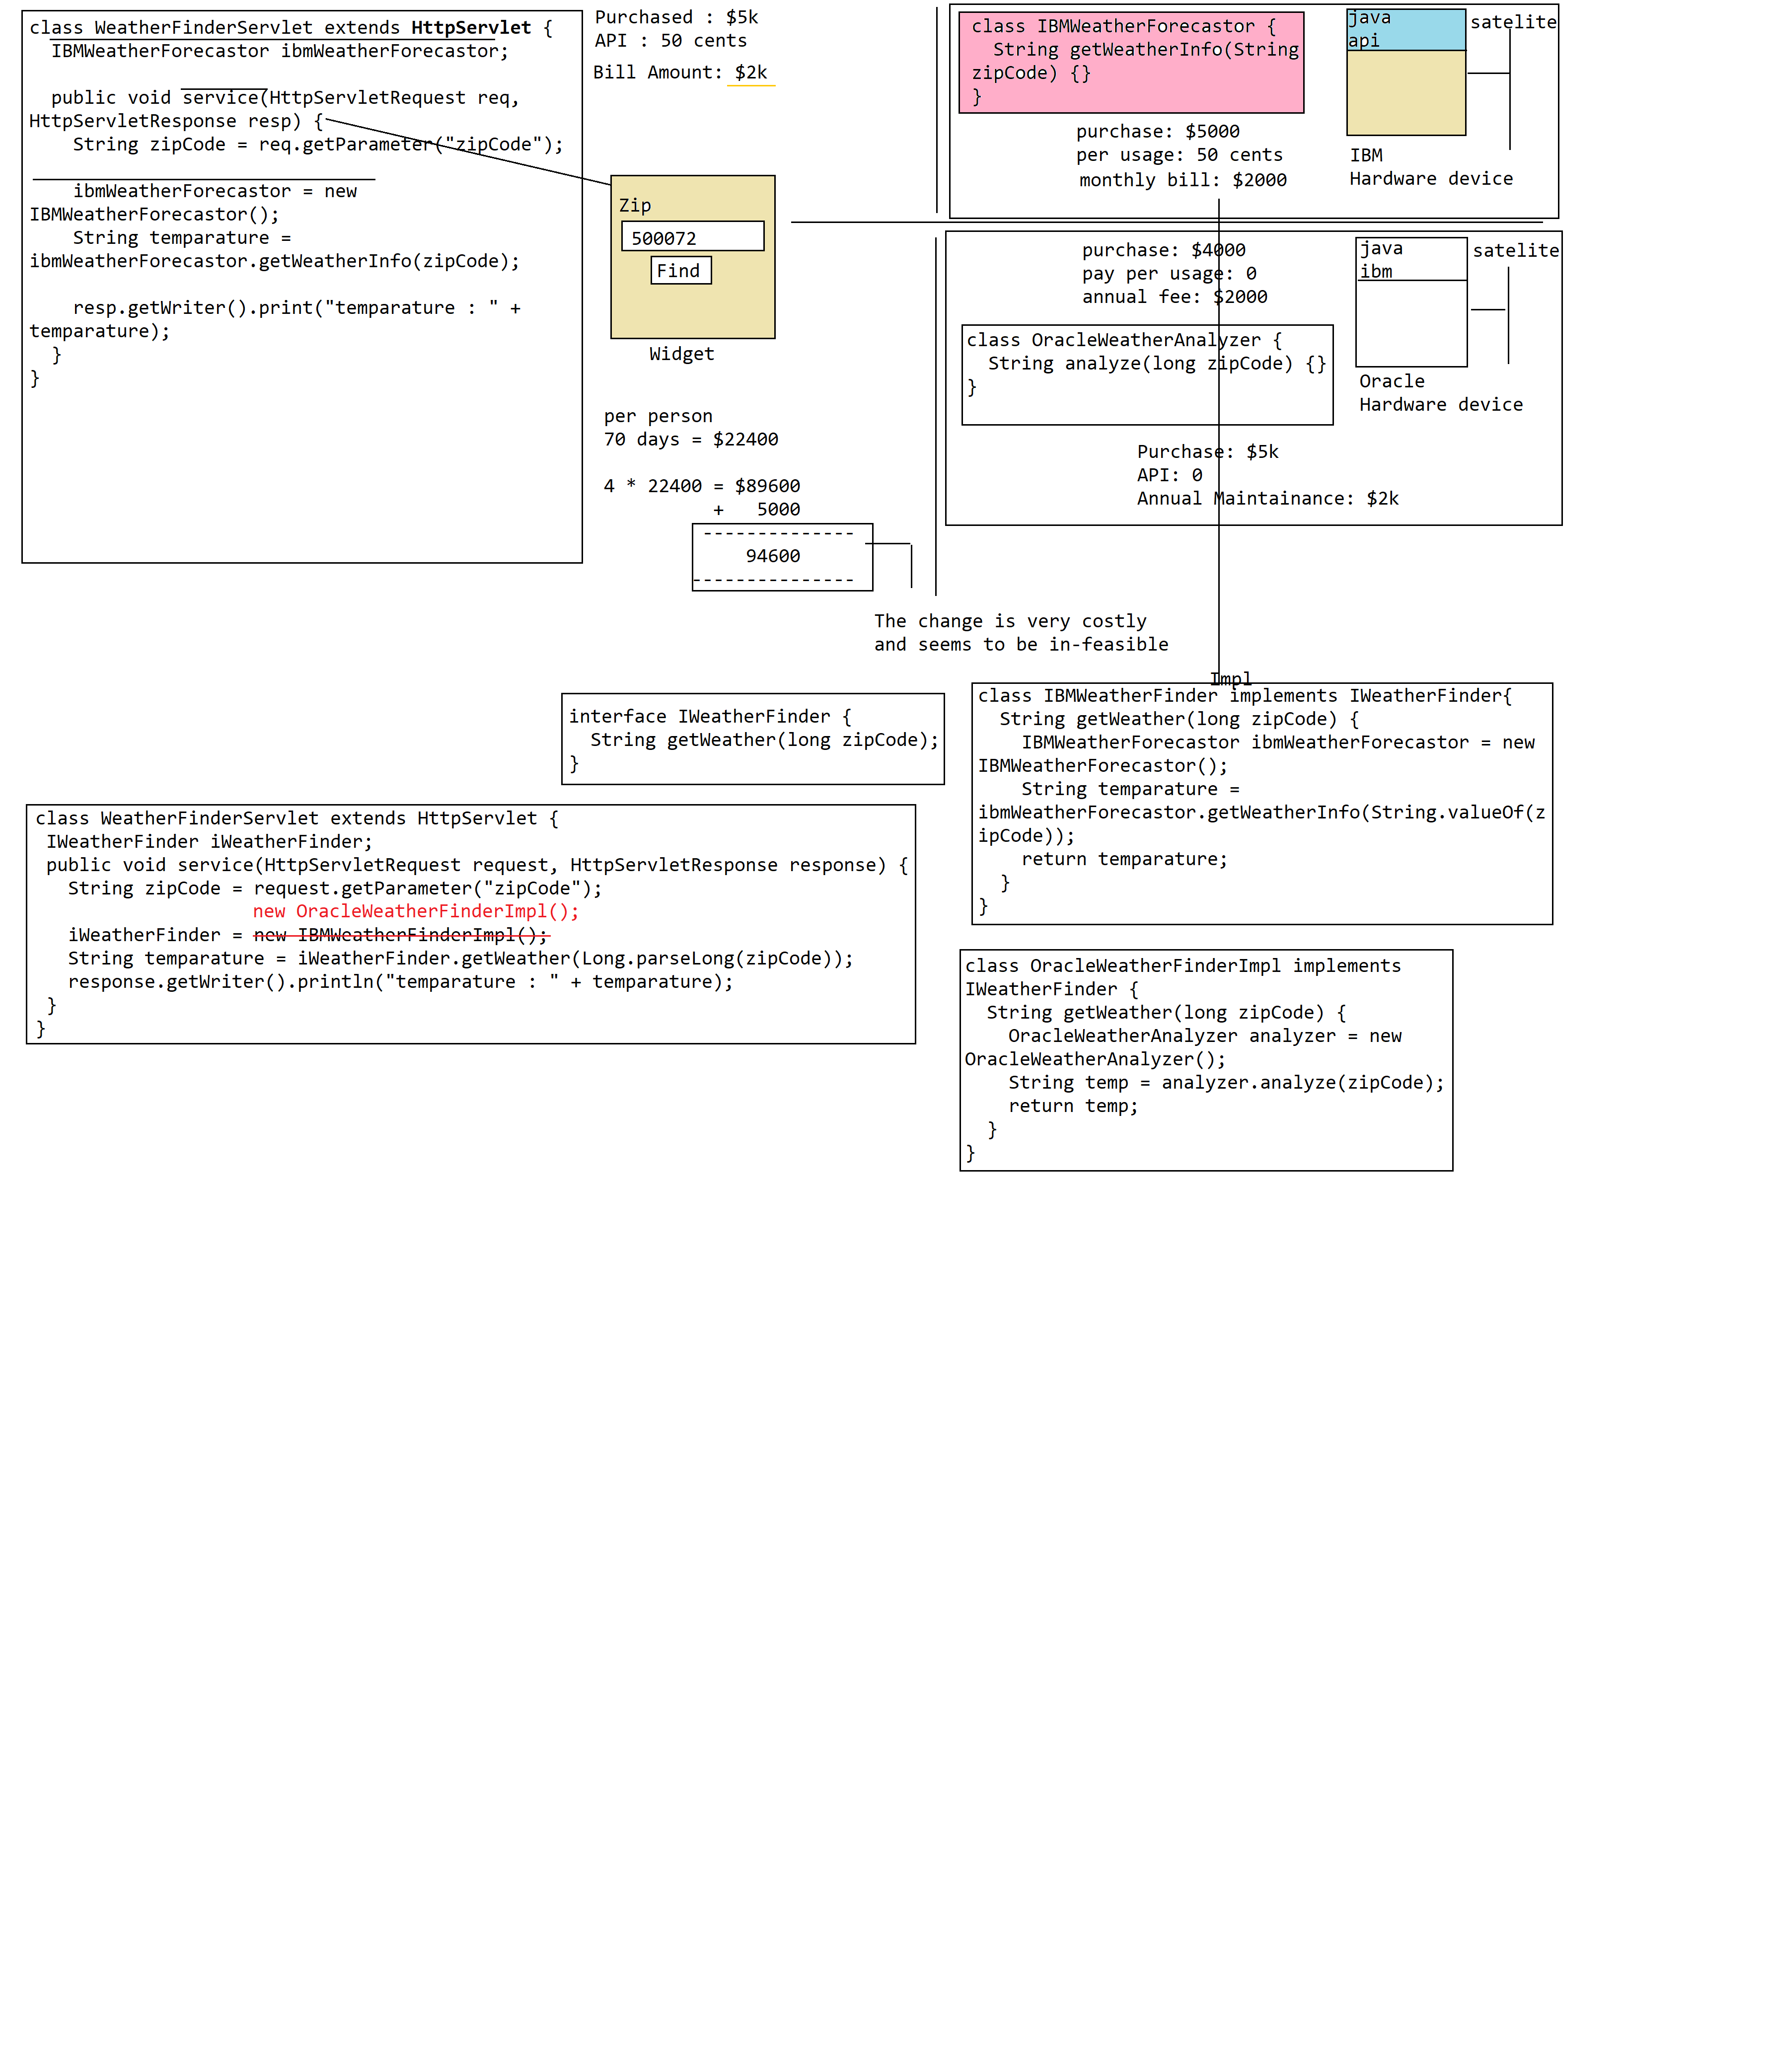 class WeatherFinderServlet extends HttpServlet {
  IBMWeatherForecastor ibmWeatherForecastor;
  public void service(HttpServletRequest req,
HttpServletResponse resp) {
    String zipCode = req.getParameter("zipCode");
    ibmWeatherForecastor = new
IBMWeatherForecastor();
    String temparature =
ibmWeatherForecastor.getWeatherInfo(zipCode);
    resp.getWriter().print("temparature : " +
temparature);
  }
}
Purchased : $5k
API : 50 cents
Bill Amount: $2k
Zip
500072
Find
Widget
per person
70 days = $22400
4 * 22400 = $89600
+   5000
--------------
94600
---------------
The change is very costly
and seems to be in-feasible
class IBMWeatherForecastor {
  String getWeatherInfo(String
zipCode) {}
}
purchase: $5000
per usage: 50 cents
monthly bill: $2000
java
api
satelite
IBM
Hardware device
purchase: $4000
pay per usage: 0
annual fee: $2000
class OracleWeatherAnalyzer {
  String analyze(long zipCode) {}
}
java
ibm
satelite
Oracle
Hardware device
Purchase: $5k
API: 0
Annual Maintainance: $2k
interface IWeatherFinder {
  String getWeather(long zipCode);
}
Impl
class IBMWeatherFinder implements IWeatherFinder{
  String getWeather(long zipCode) {
    IBMWeatherForecastor ibmWeatherForecastor = new
IBMWeatherForecastor();
    String temparature =
ibmWeatherForecastor.getWeatherInfo(String.valueOf(z
ipCode));
    return temparature;
  }
}
class WeatherFinderServlet extends HttpServlet {
 IWeatherFinder iWeatherFinder;
 public void service(HttpServletRequest request, HttpServletResponse response) {
   String zipCode = request.getParameter("zipCode");
new OracleWeatherFinderImpl();
   iWeatherFinder = new IBMWeatherFinderImpl();
   String temparature = iWeatherFinder.getWeather(Long.parseLong(zipCode));
   response.getWriter().println("temparature : " + temparature);
 }
}
class OracleWeatherFinderImpl implements
IWeatherFinder {
  String getWeather(long zipCode) {
    OracleWeatherAnalyzer analyzer = new
OracleWeatherAnalyzer();
    String temp = analyzer.analyze(zipCode);
    return temp;
  }
}